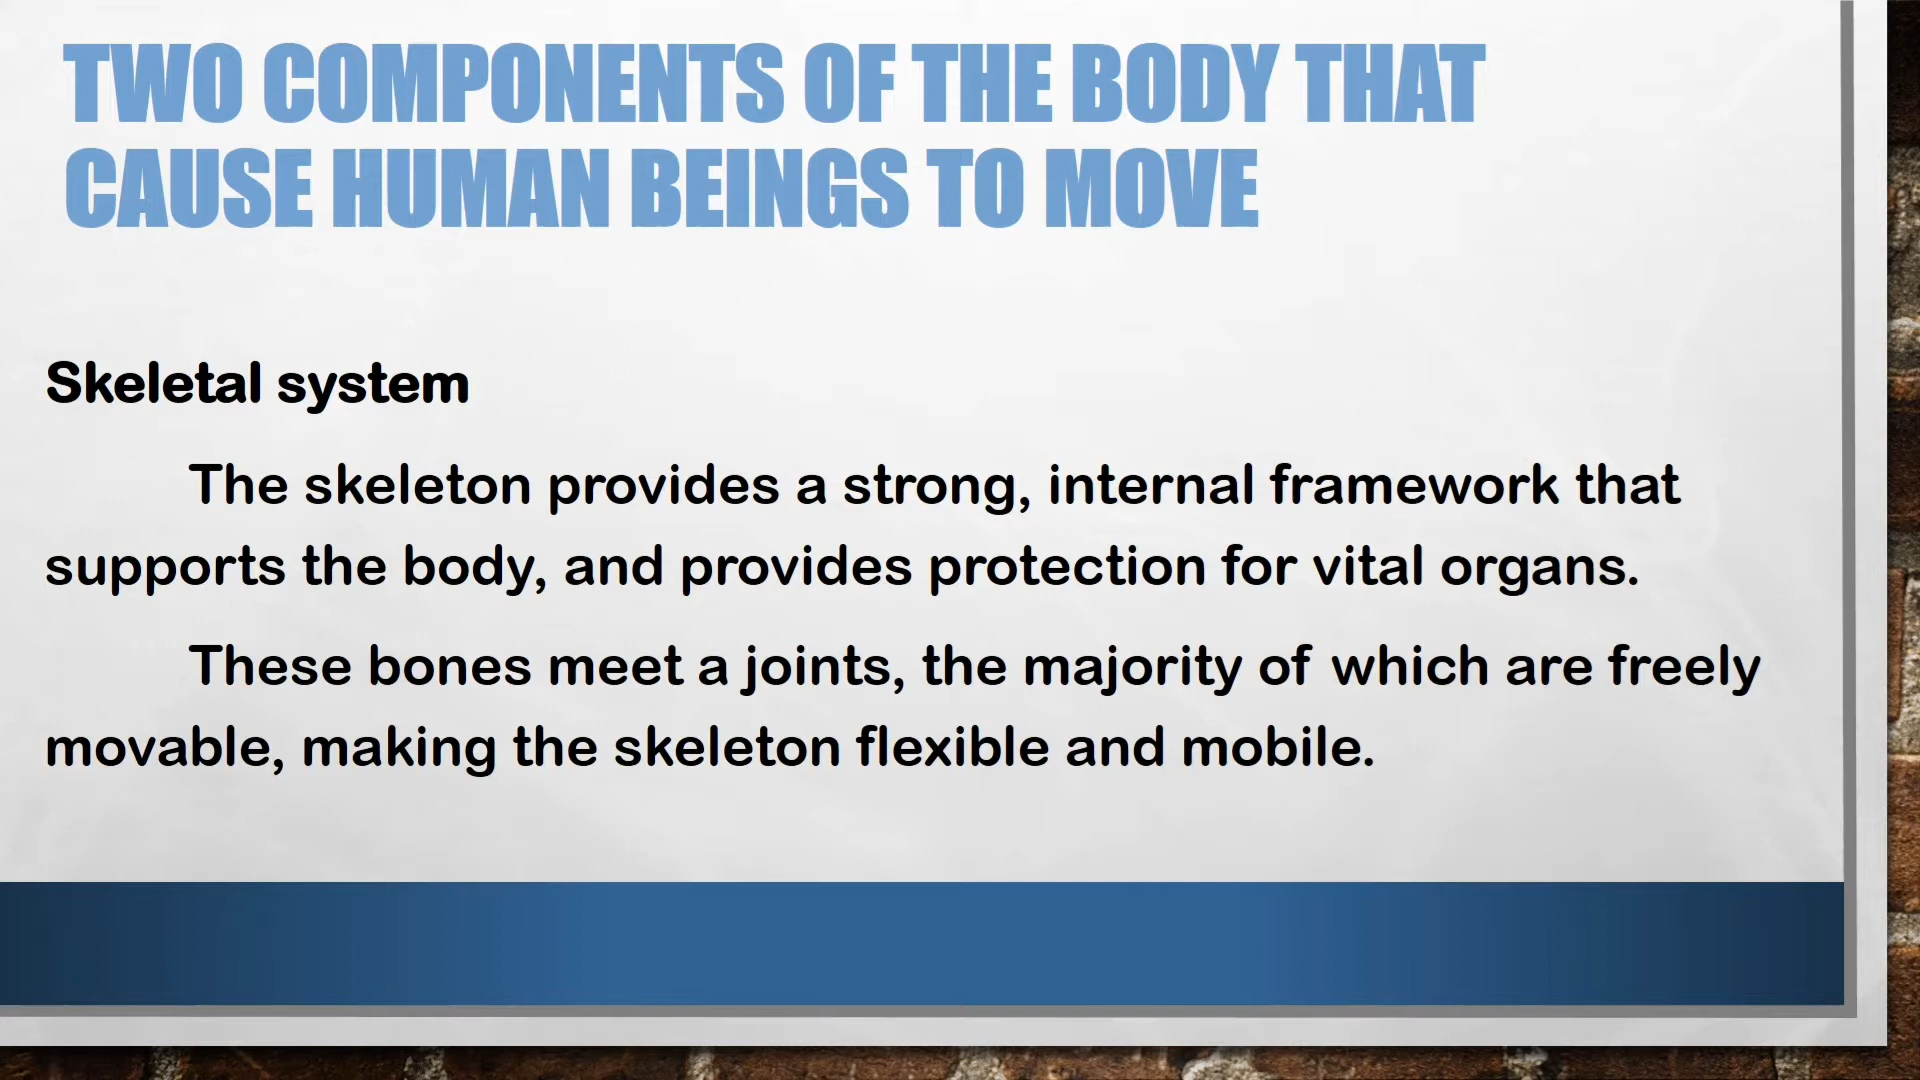 TWO COMPONENTS OF THE BODY THAT
CAUSE HUMAN BEINGS TO MOVE
Skeletal system
The skeleton provides a strong, internal framework that
supports the body, and provides protection for vital organs.
These bones meet a joints, the majority of which are freely
movable, making the skeleton flexible and mobile.